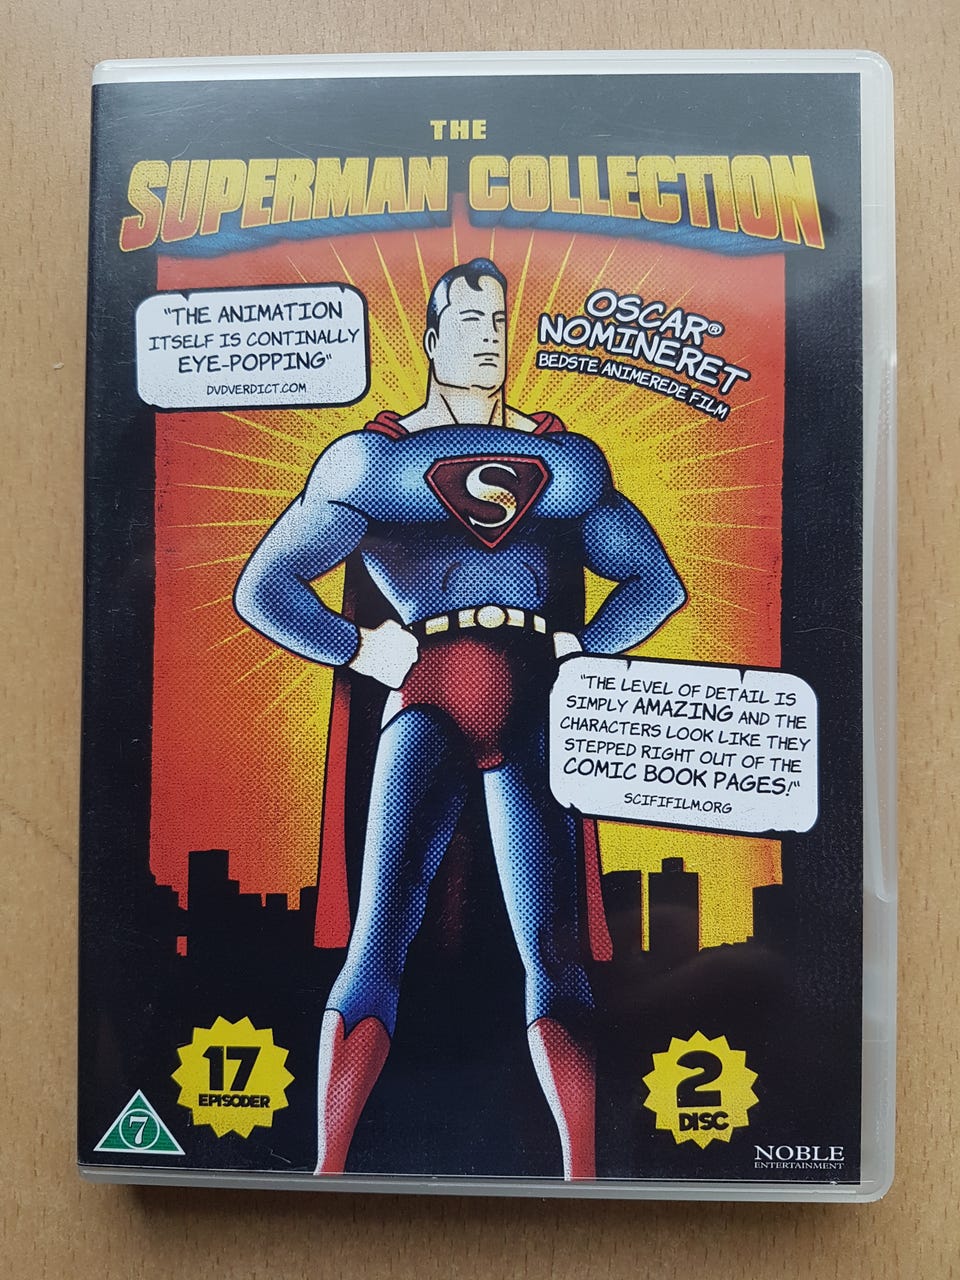 THE
SUPERMAN COLLECTION
"THE ANIMATION
ITSELF IS CONTINALLY
EYE-POPPING"
DVDVERDICT.COM
OSCAR®
NOMINERET
BEDSTE ANIMEREDE FILM
S
"THE LEVEL OF DETAIL IS
SIMPLY AMAZING AND THE
CHARACTERS LOOK LIKE THEY
STEPPED RIGHT OUT OF THE
COMIC BOOK PAGES!"
SCIFIFILM.ORG
17
EPISODER
2
DISC
7
NOBLE
ENTERTAINMENT